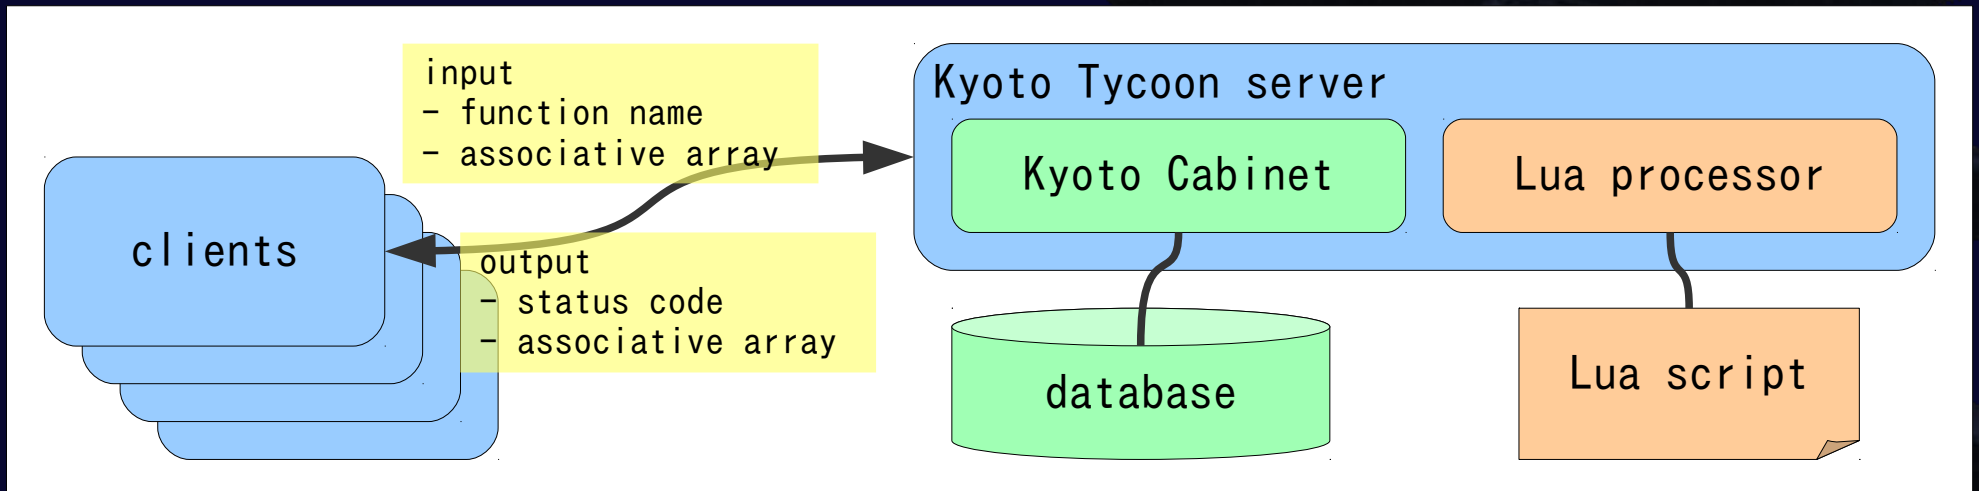 input
- function name
- associative array
Kyoto Tycoon server
Kyoto Cabinet
Lua processor
clients
output
- status code
- associative array
database
Lua script